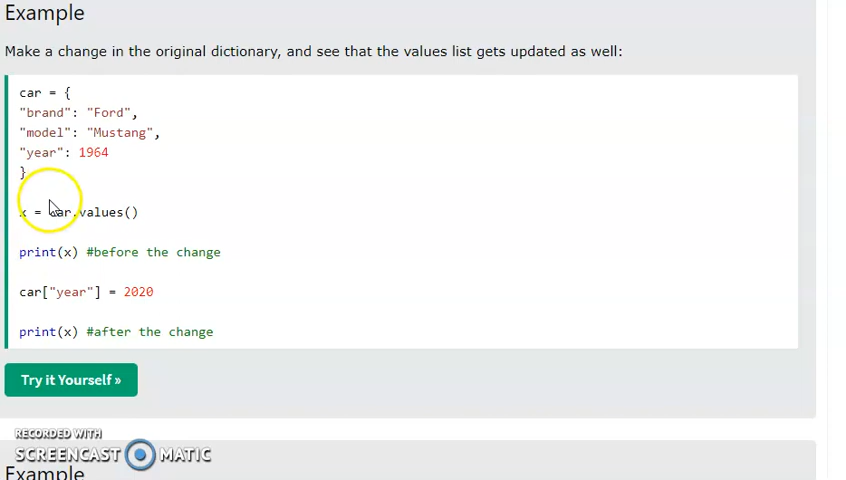 Example
Make a change in the original dictionary, and see that the values list gets updated as well:
car = {
"brand": "Ford",
"model": "Mustang",
"year": 1964
}
x = car.values()
print(x) #before the change
car["year"] = 2020
print(x) #after the change
Try it Yourself »
RECORDED WITH
SCREENCAST MATIC
Example